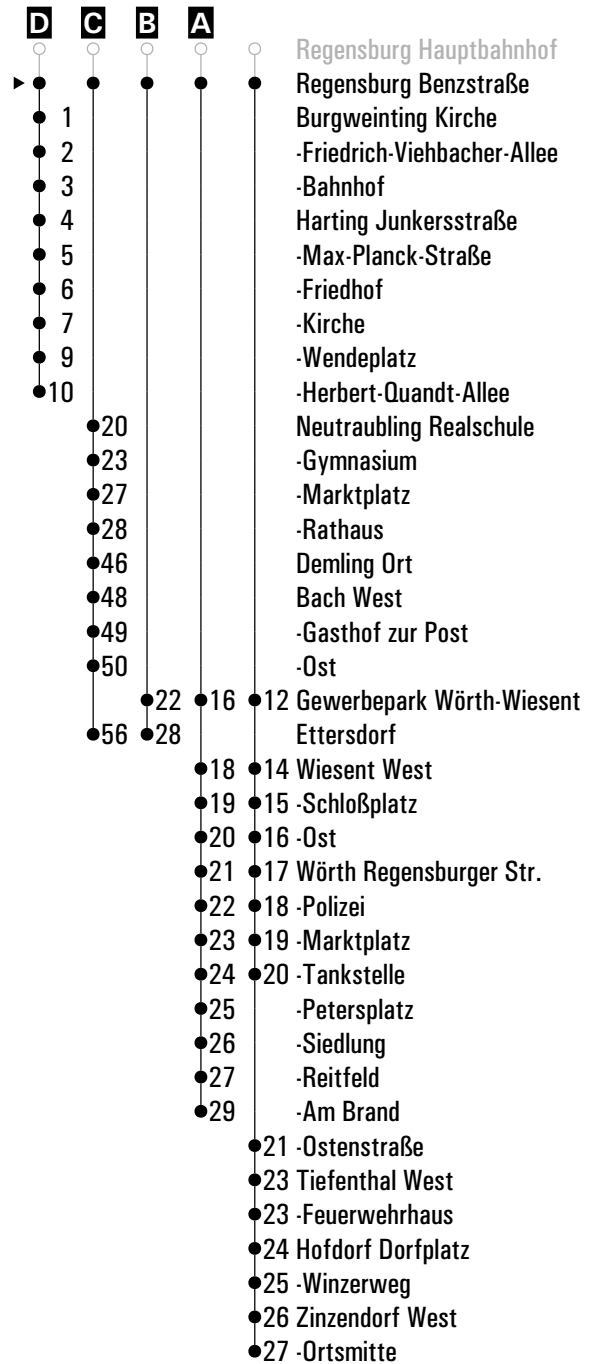 D C B A
Regensburg Hauptbahnhof
Regensburg Benzstraße
1 Burgweinting Kirche
2 -Friedrich-Viehbacher-Allee
3 -Bahnhof
4 Harting Junkersstraße
5 -Max-Planck-Straße
6 -Friedhof
7 -Kirche
9 -Wendeplatz
10 -Herbert-Quandt-Allee
20 Neutraubling Realschule
23 -Gymnasium
27 -Marktplatz
28 -Rathaus
46 Demling Ort
48 Bach West
49 -Gasthof zur Post
50 -Ost
22 16 12 Gewerbepark Wörth-Wiesent
56 28 Ettersdorf
18 14 Wiesent West
19 15 -Schloßplatz
20 16 -Ost
21 17 Wörth Regensburger Str.
22 18 -Polizei
23 19 -Marktplatz
24 20 -Tankstelle
25 -Petersplatz
26 -Siedlung
27 -Reitfeld
29 -Am Brand
21 -Ostenstraße
23 Tiefenthal West
23 -Feuerwehrhaus
24 Hofdorf Dorfplatz
25 -Winzerweg
26 Zinzendorf West
27 -Ortsmitte